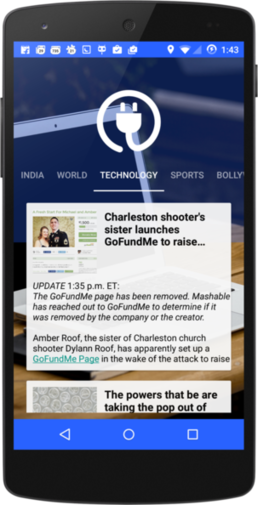 1:43
INDIA WORLD TECHNOLOGY SPORTS BOLLY
Charleston shooter's
sister launches
GoFundMe to raise...
UPDATE 1:35 p.m. ET:
The GoFundMe page has been removed. Mashable
has reached out to GoFundMe to determine if it
was removed by the company or the creator.
Amber Roof, the sister of Charleston church
shooter Dylann Roof, has apparently set up a
GoFundMe Page in the wake of the attack to raise
The powers that be are
taking the pop out of